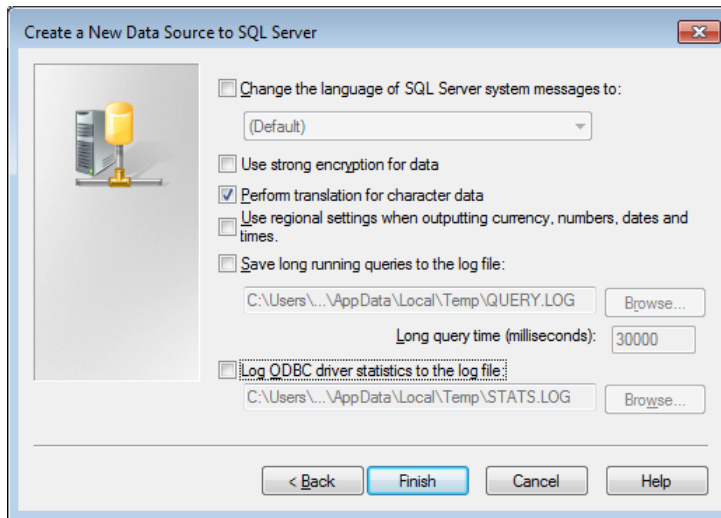 Create a New Data Source to SQL Server
Change the language of SQL Server system messages to:
(Default)
Use strong encryption for data
Perform translation for character data
Use regional settings when outputting currency, numbers, dates and
times.
Save long running queries to the log file:
C:\Users\...\AppData\Local\Temp\QUERY.LOG Browse...
Long query time (milliseconds): 30000
Log ODBC driver statistics to the log file:
C:\Users\...\AppData\Local\Temp\STATS.LOG Browse...
< Back Finish Cancel Help